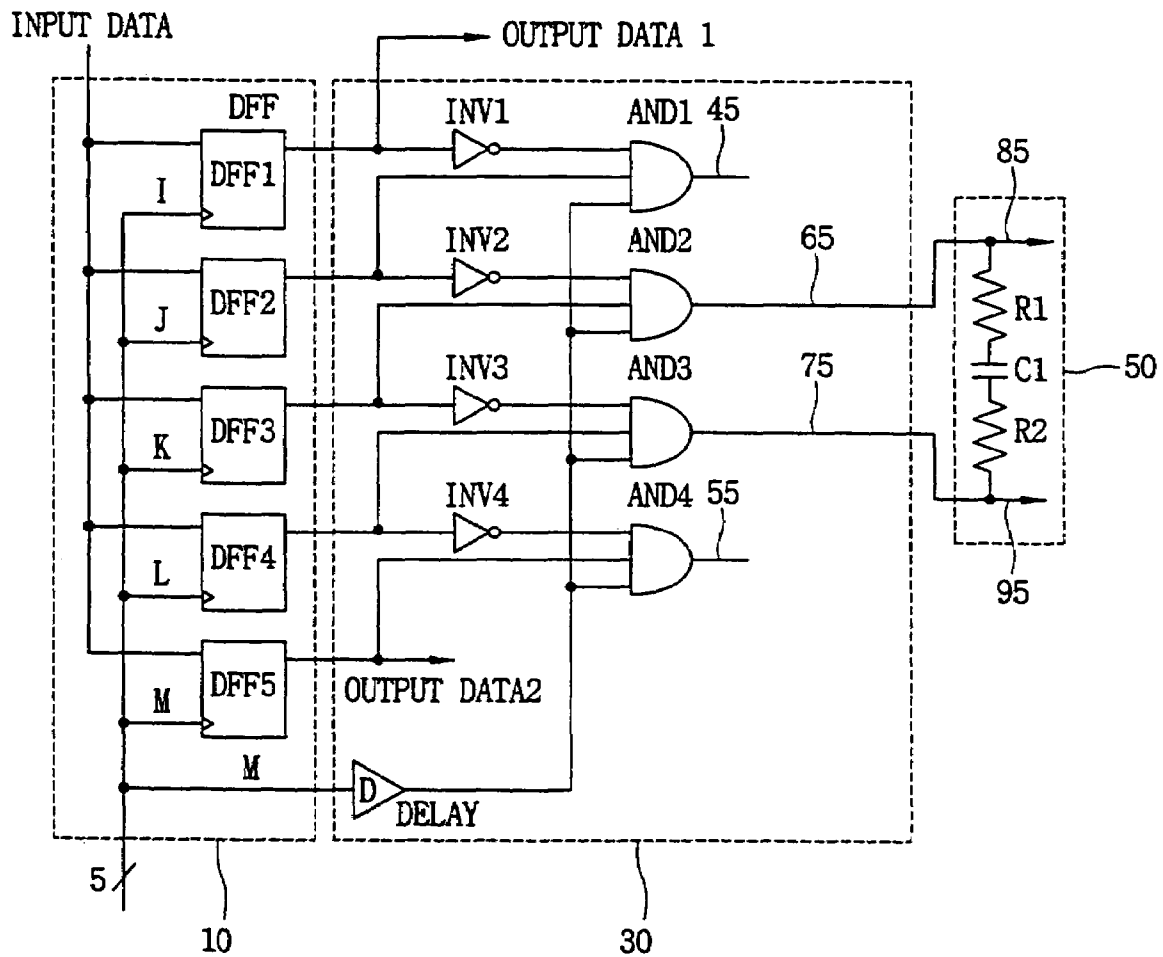 INPUT DATA
OUTPUT DATA 1
DFF
INV1
AND1
45
DFF1
I
85
INV2
AND2
65
DFF2
J
R1
INV3
AND3
75
C1
50
DFF3
K
R2
INV4
AND4
55
DFF4
L
95
DFF5
M
OUTPUT DATA2
M
D
DELAY
5
10
30